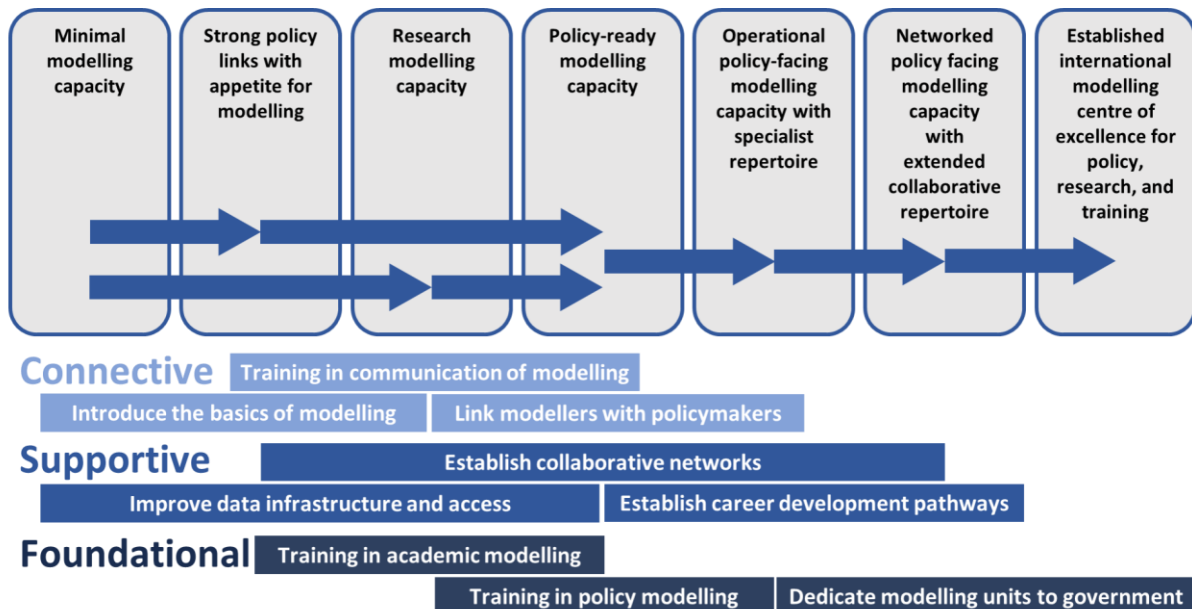 Minimal
modelling
capacity
Strong policy
links with
appetite for
modelling
Research
modelling
capacity
Policy-ready
modelling
capacity
Operational
policy-facing
modelling
capacity with
specialist
repertoire
Networked
policy facing
modelling
capacity
with
extended
collaborative
repertoire
Established
international
modelling
centre of
excellence for
policy,
research, and
training
Connective
Training in communication of modelling
Introduce the basics of modelling
Link modellers with policymakers
Supportive
Establish collaborative networks
Improve data infrastructure and access
Establish career development pathways
Foundational
Training in academic modelling
Training in policy modelling
Dedicate modelling units to government